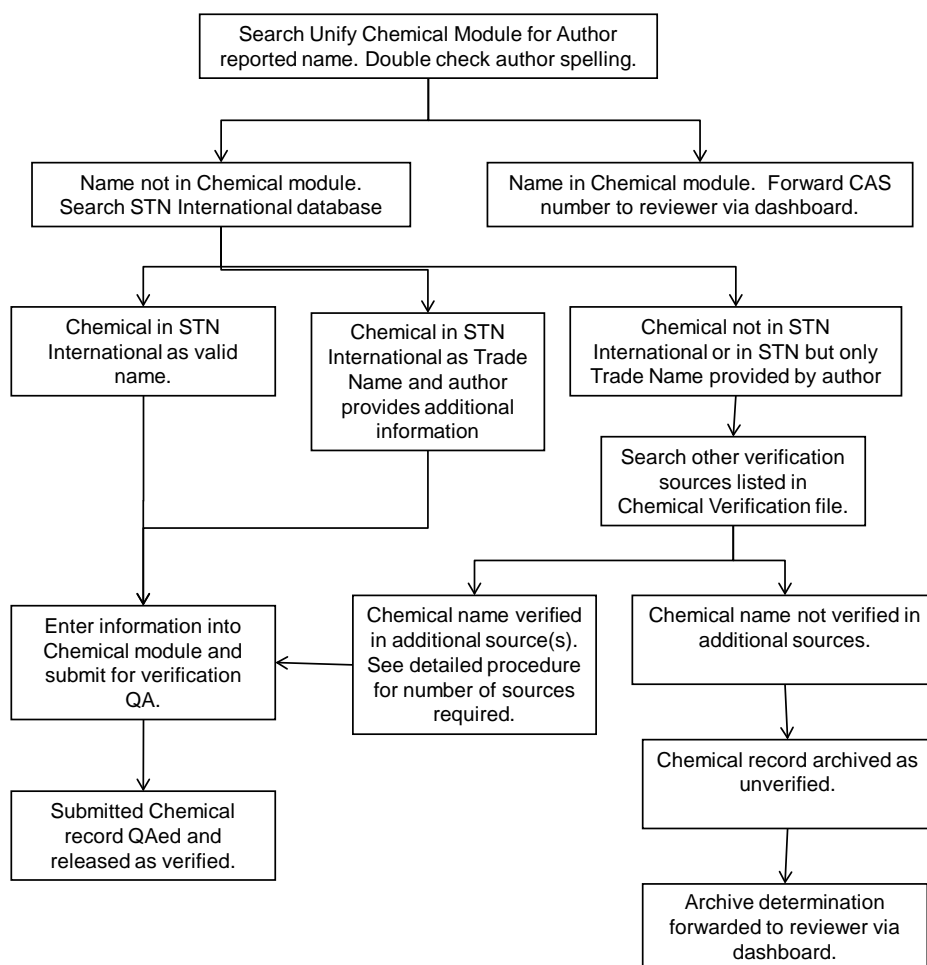 Search Unify Chemical Module for Author
reported name. Double check author spelling.
Name not in Chemical module.
Search STN International database
Name in Chemical module.  Forward CAS
number to reviewer via dashboard.
Chemical in STN
International as valid
name.
Chemical in STN
International as Trade
Name and author
provides additional
information
Chemical not in STN
International or in STN but only
Trade Name provided by author
Search other verification
sources listed in
Chemical Verification file.
Enter information into
Chemical module and
submit for verification
QA.
Chemical name verified
in additional source(s).
See detailed procedure
for number of sources
required.
Chemical name not verified in
additional sources.
Chemical record archived as
unverified.
Submitted Chemical
record QAed and
released as verified.
Archive determination
forwarded to reviewer via
dashboard.